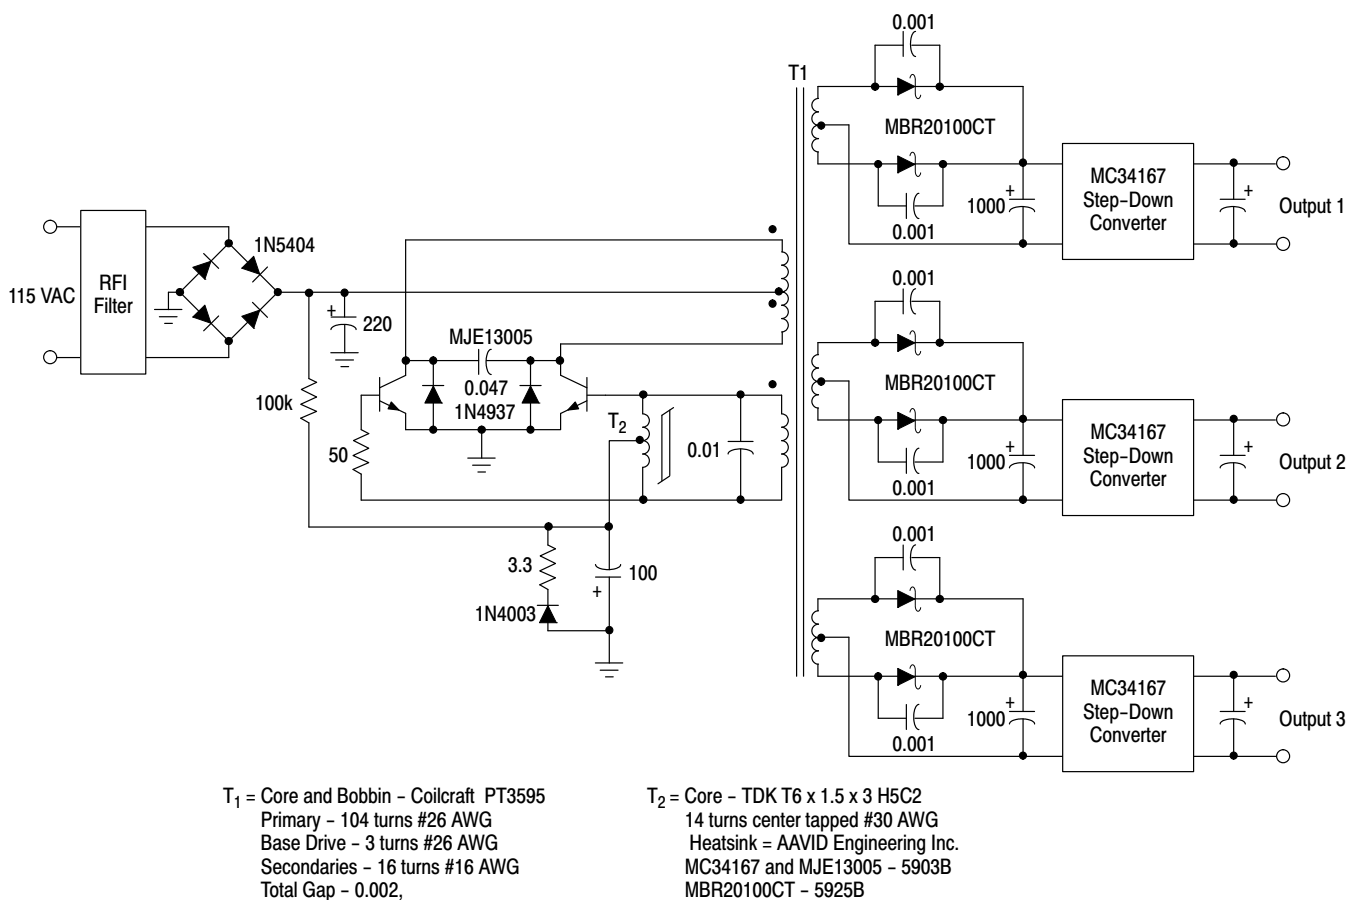 0.001
T1
MBR20100CT
0.001
1000
+
MC34167
Step-Down
Converter
+
Output 1
115 VAC
RFI
Filter
1N5404
+
220
100k
MJE13005
0.047
1N4937
50
T2
0.01
3.3
1N4003
100
+
0.001
MBR20100CT
0.001
1000
+
MC34167
Step-Down
Converter
+
Output 2
0.001
MBR20100CT
0.001
1000
+
MC34167
Step-Down
Converter
+
Output 3
T1 = Core and Bobbin - Coilcraft PT3595
Primary - 104 turns #26 AWG
Base Drive - 3 turns #26 AWG
Secondaries - 16 turns #16 AWG
Total Gap - 0.002,
T2 = Core - TDK T6 x 1.5 x 3 H5C2
14 turns center tapped #30 AWG
Heatsink = AAVID Engineering Inc.
MC34167 and MJE13005 - 5903B
MBR20100CT - 5925B